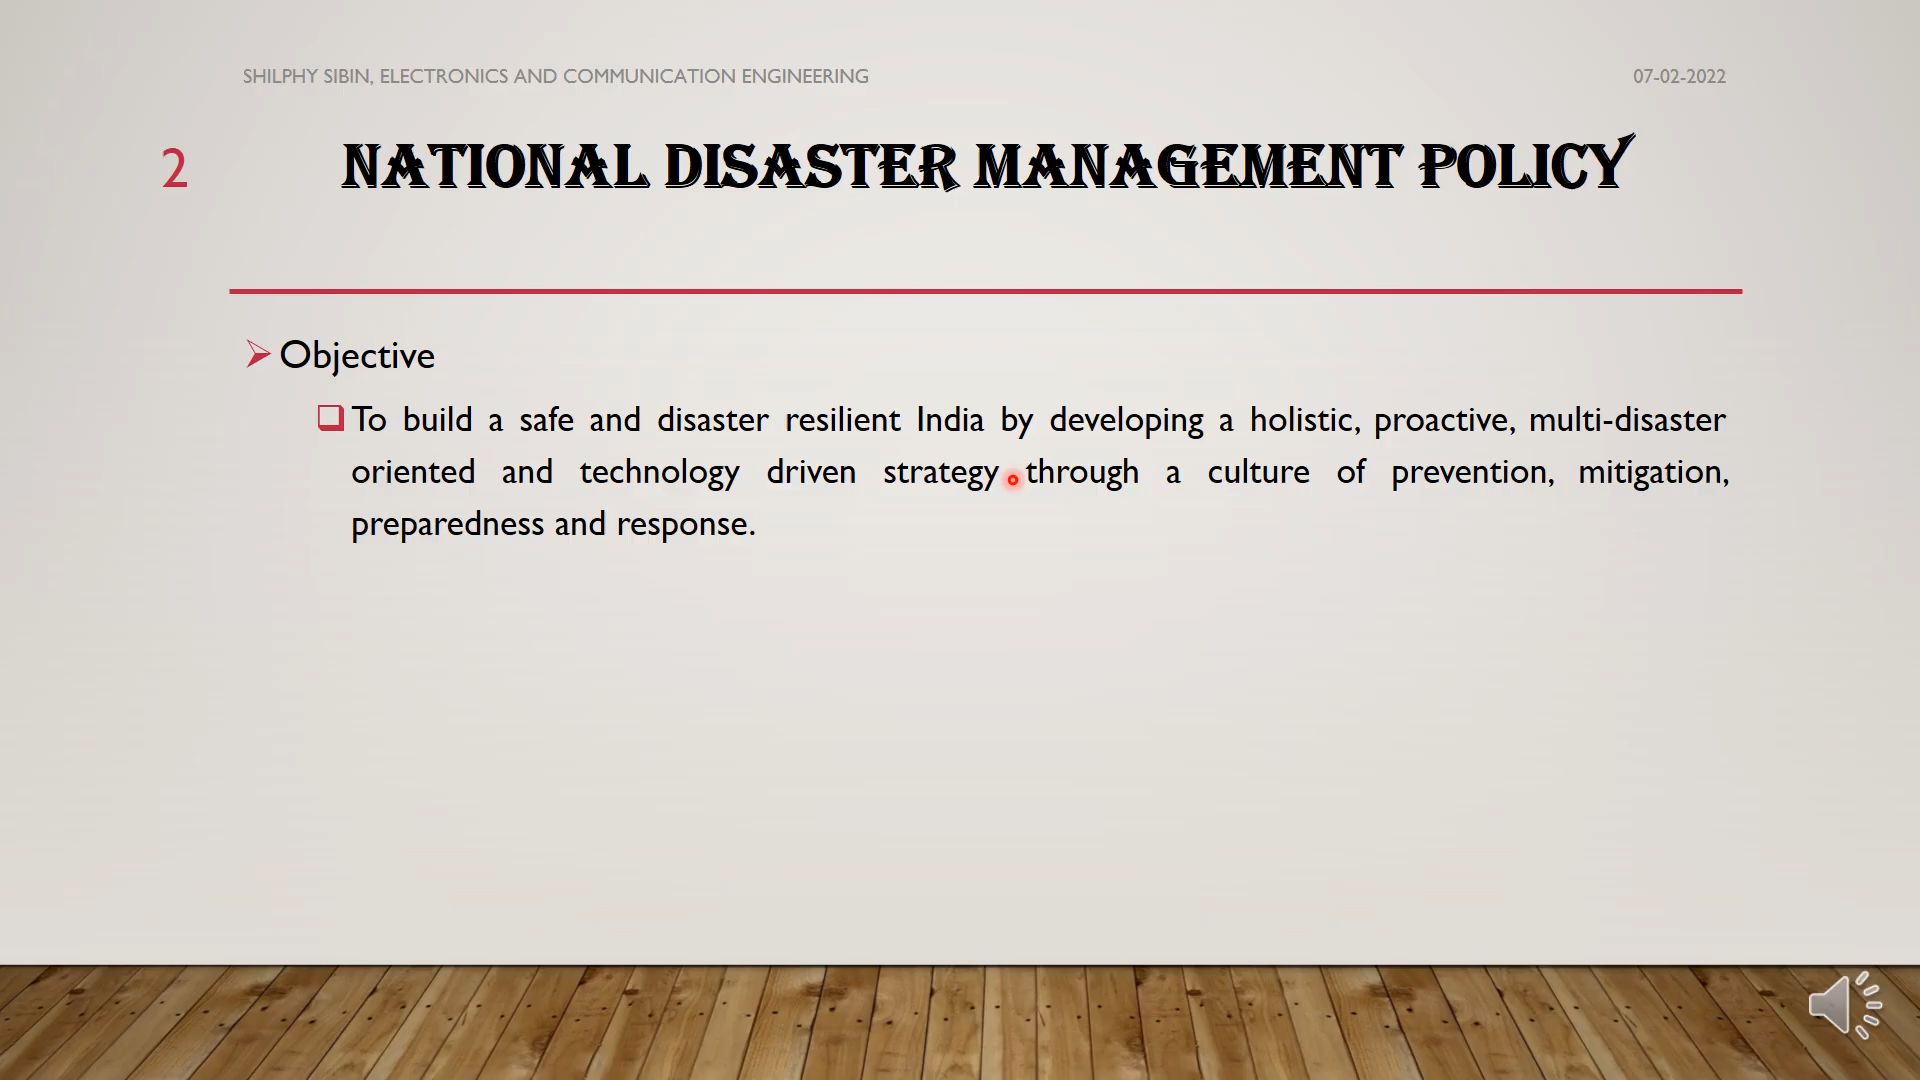 SHILPHY SIBIN, ELECTRONICS AND COMMUNICATION ENGINEERING
07-02-2022
2
NATIONAL DISASTER MANAGEMENT POLICY
Objective
To build a safe and disaster resilient India by developing a holistic, proactive, multi-disaster
oriented and technology driven strategy through a culture of prevention, mitigation,
preparedness and response.